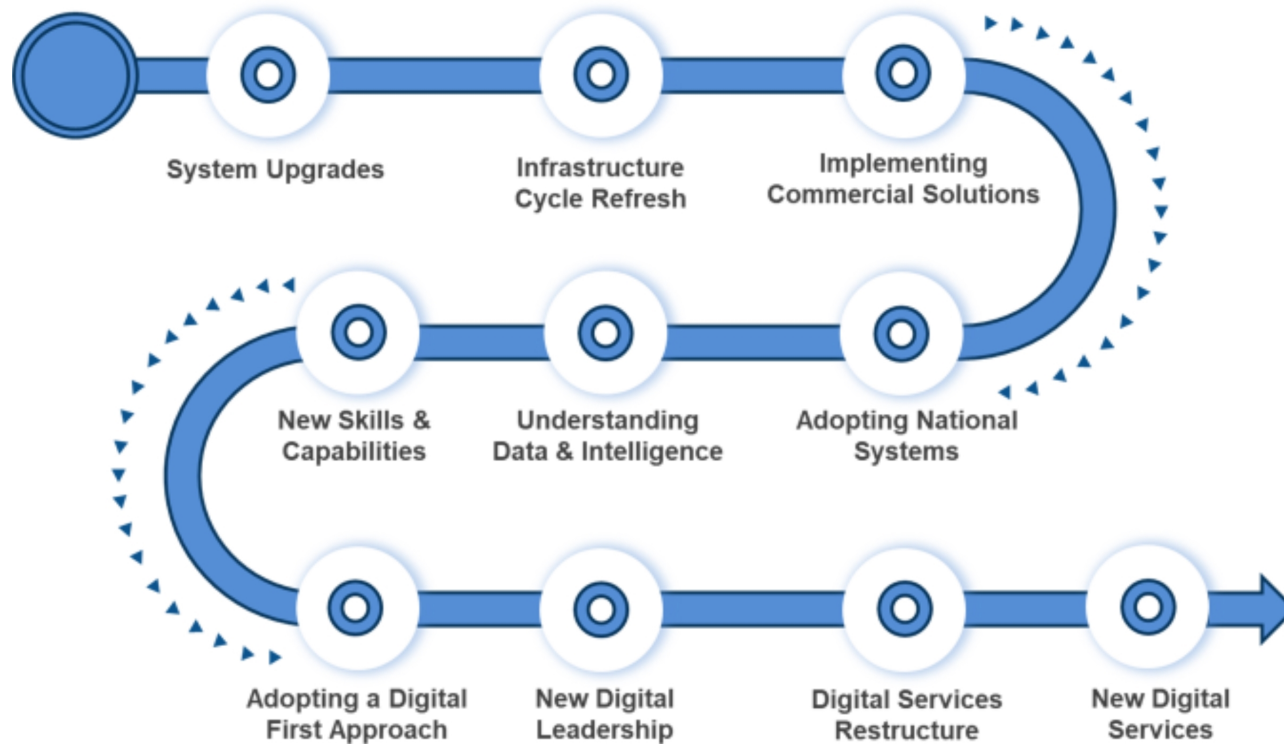 System Upgrades
Infrastructure
Cycle Refresh
Implementing
Commercial Solutions
New Skills &
Capabilities
Understanding
Data & Intelligence
Adopting National
Systems
Adopting a Digital
First Approach
New Digital
Leadership
Digital Services
Restructure
New Digital
Services